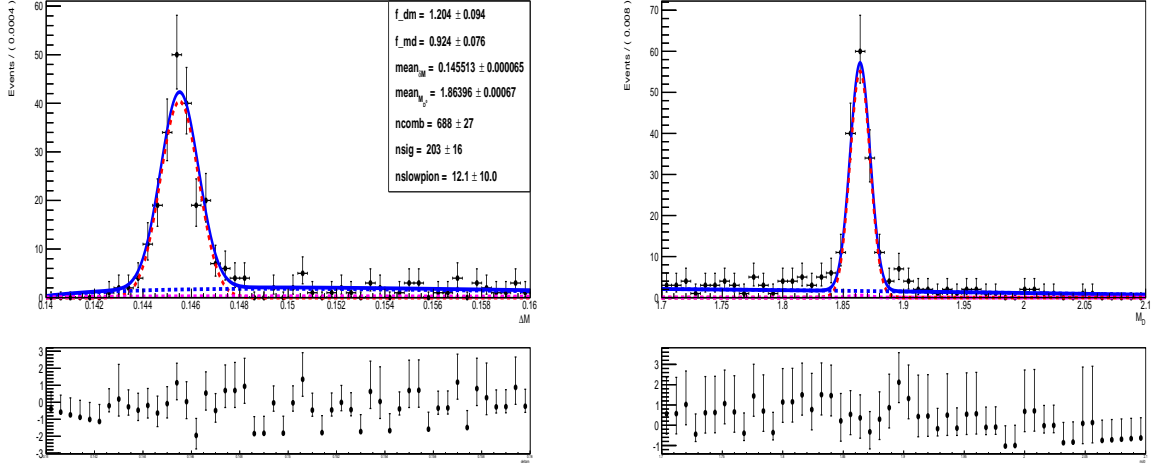 Events / ( 0.0004 )
60
50
40
30
20
10
0
0.14 0.142 0.144 0.146 0.148 0.15 0.152 0.154 0.156 0.158 0.16
ΔM
f_dm = 1.204 ± 0.094
f_md = 0.924 ± 0.076
mean_δM = 0.145513 ± 0.000065
mean_M_D⁰ = 1.86396 ± 0.00067
ncomb = 688 ± 27
nsig = 203 ± 16
nslowpion = 12.1 ± 10.0
3
2
1
0
-1
-2
-3
Events / ( 0.008 )
70
60
50
40
30
20
10
0
1.7 1.75 1.8 1.85 1.9 1.95 2 2.05 2.1
M_D
3
2
1
0
-1